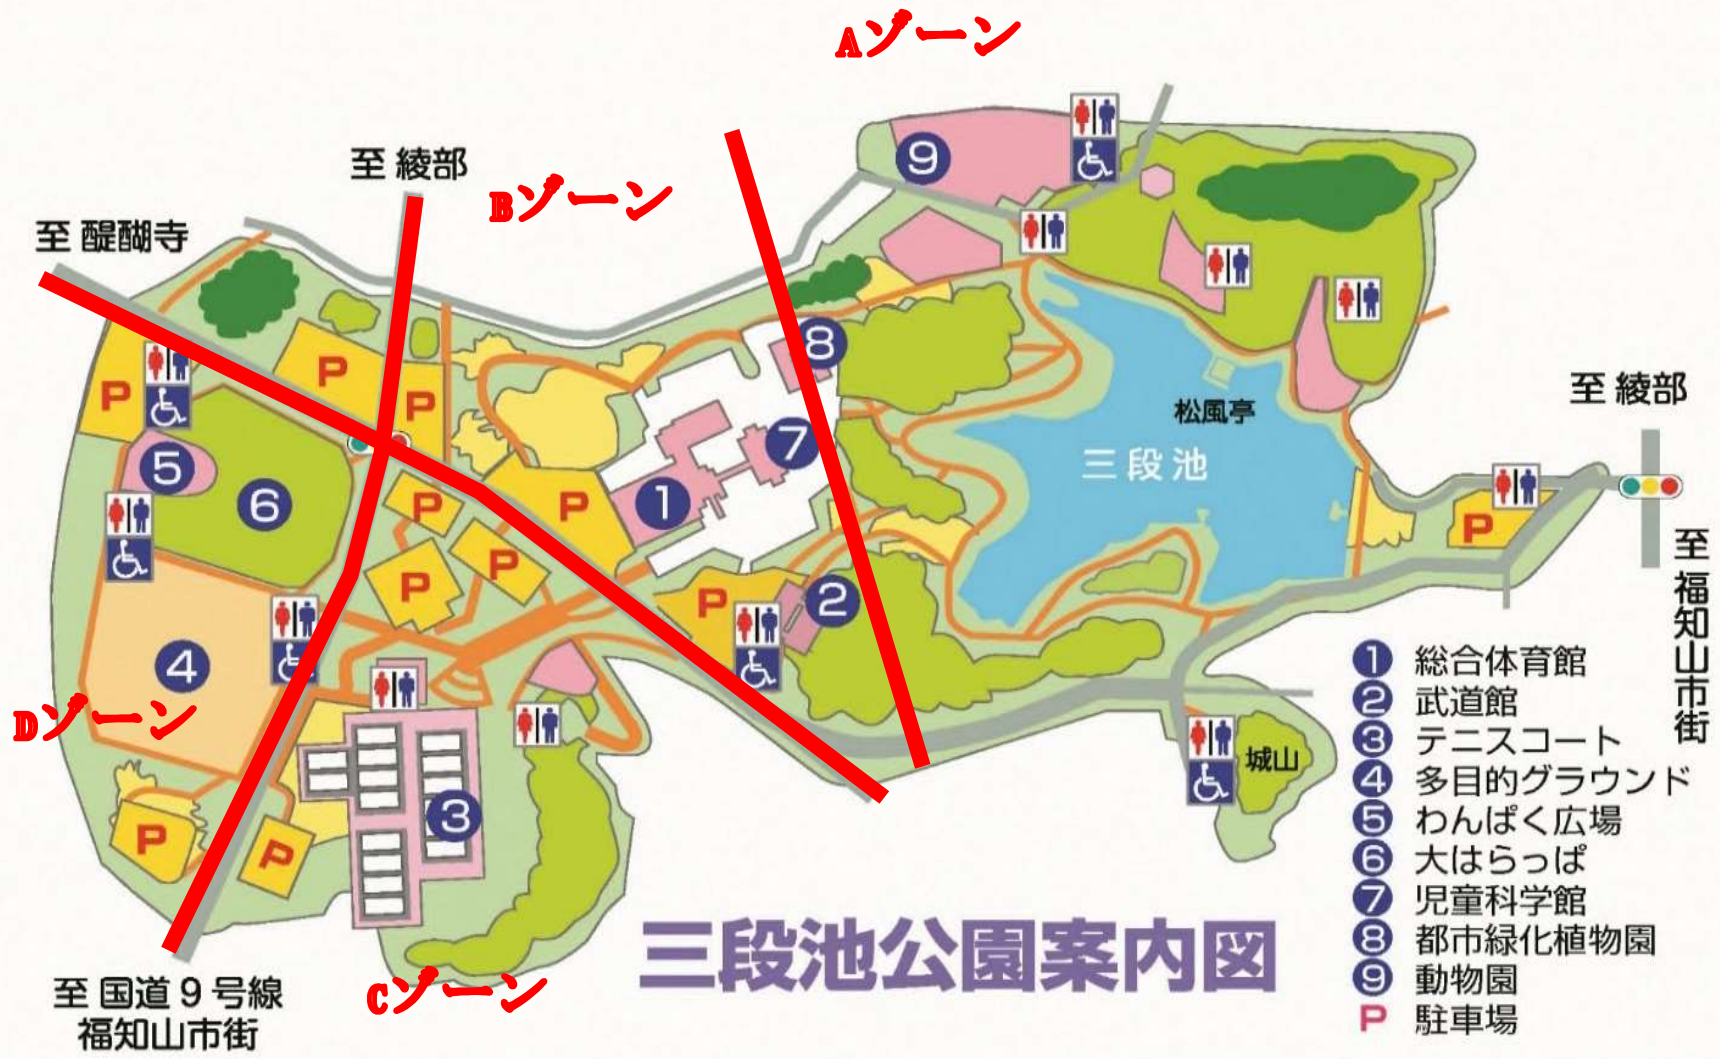 Aゾーン
至 綾部
Bゾーン
至 醍醐寺
9
8
P
P
P
5
6
7
1
P
P
P
P
松風亭
三段池
至 綾部
P
至 福知山市街
P
2
4
Dゾーン
3
P
P
城山
1 総合体育館
2 武道館
3 テニスコート
4 多目的グラウンド
5 わんぱく広場
6 大はらっぱ
7 児童科学館
8 都市緑化植物園
9 動物園
P 駐車場
三段池公園案内図
Cゾーン
至 国道9号線
福知山市街